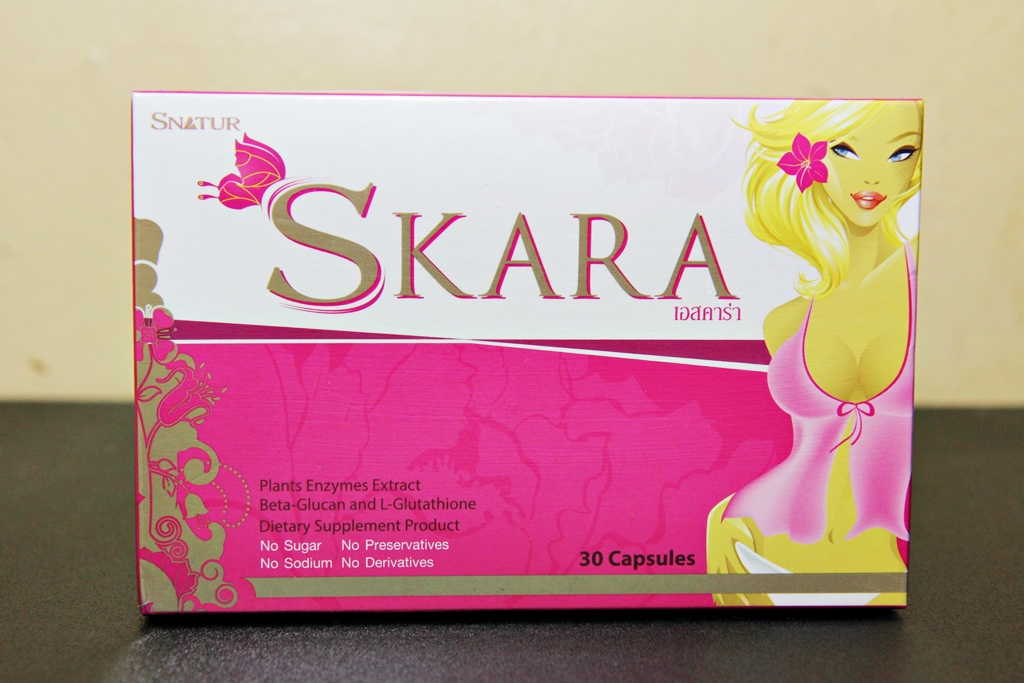 SNATUR
SKARA
เอสคาร่า
Plants Enzymes Extract
Beta-Glucan and L-Glutathione
Dietary Supplement Product
No Sugar No Preservatives
No Sodium No Derivatives
30 Capsules